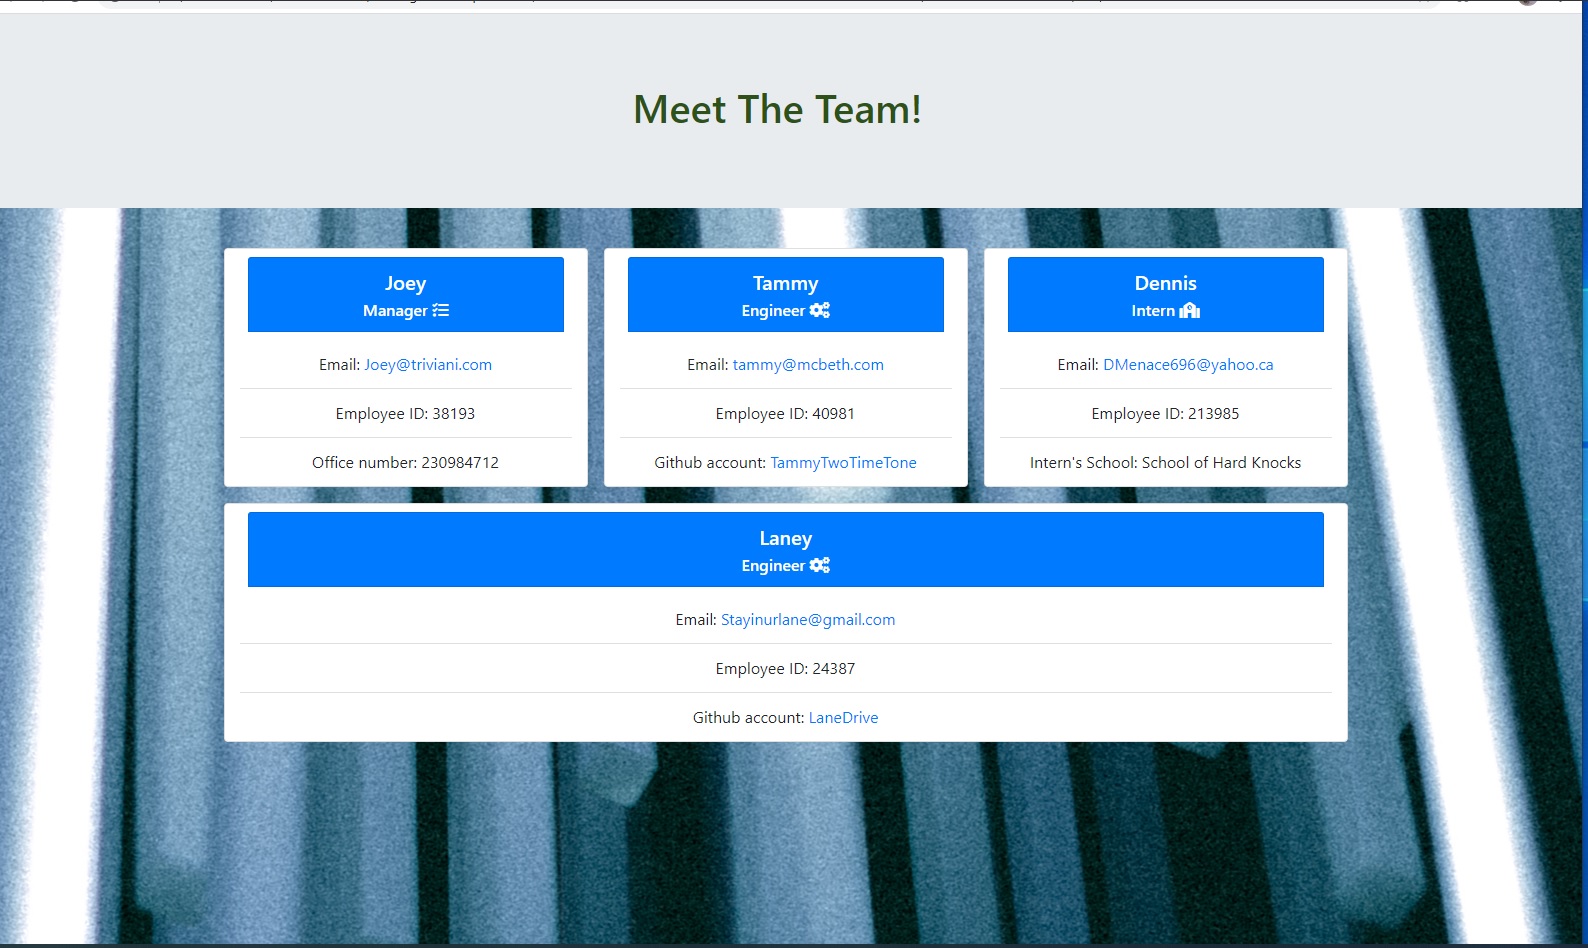 Meet The Team!
Joey
Manager
Email: Joey@triviani.com
Employee ID: 38193
Office number: 230984712
Tammy
Engineer
Email: tammy@mcbeth.com
Employee ID: 40981
Github account: TammyTwoTimeTone
Dennis
Intern
Email: DMenace696@yahoo.ca
Employee ID: 213985
Intern's School: School of Hard Knocks
Laney
Engineer
Email: Stayinurlane@gmail.com
Employee ID: 24387
Github account: LaneDrive